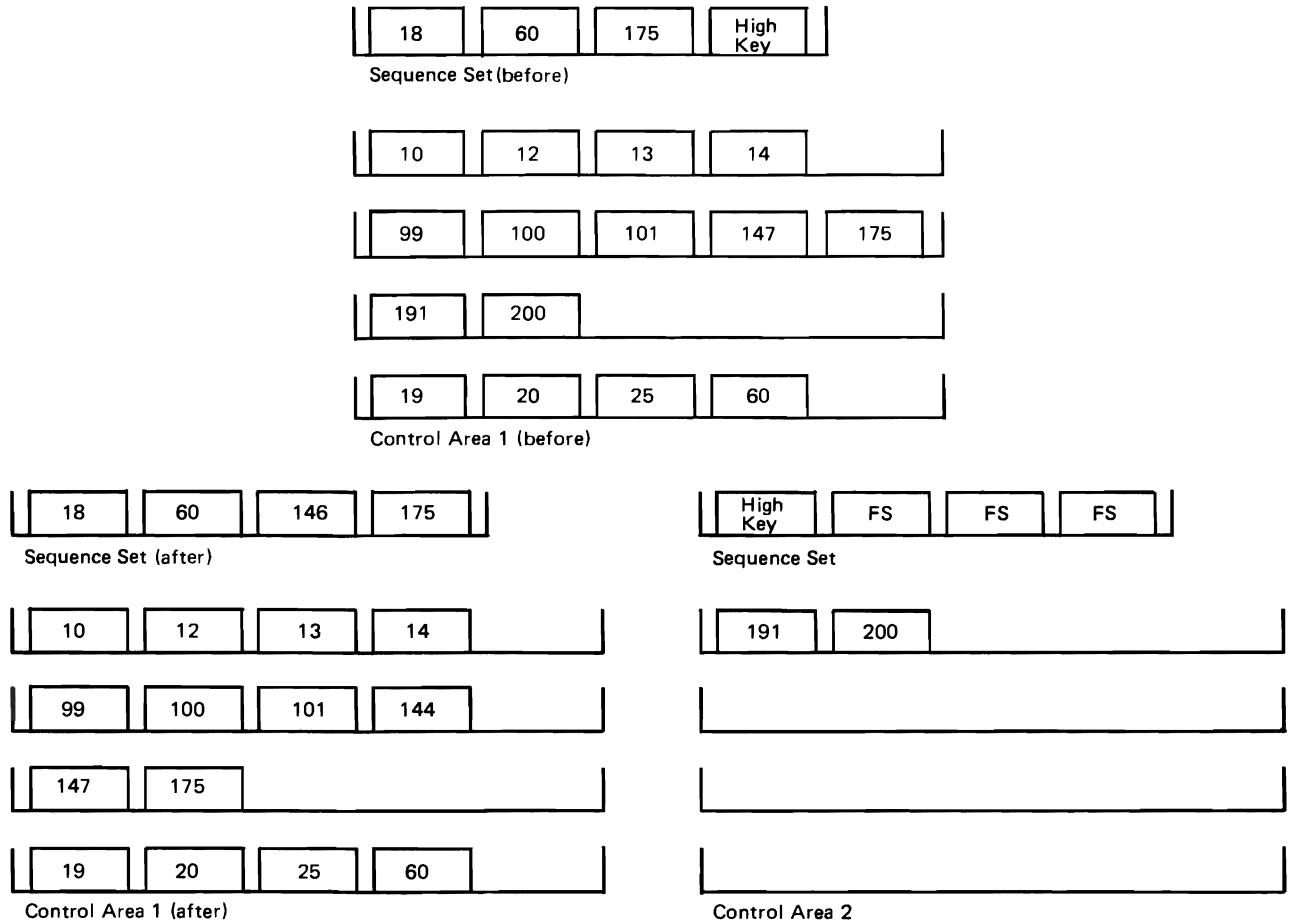 18 60 175 High Key
Sequence Set (before)
10 12 13 14
99 100 101 147 175
191 200
19 20 25 60
Control Area 1 (before)
18 60 146 175
Sequence Set (after)
10 12 13 14
99 100 101 144
147 175
19 20 25 60
Control Area 1 (after)
High Key FS FS FS
Sequence Set
191 200
Control Area 2